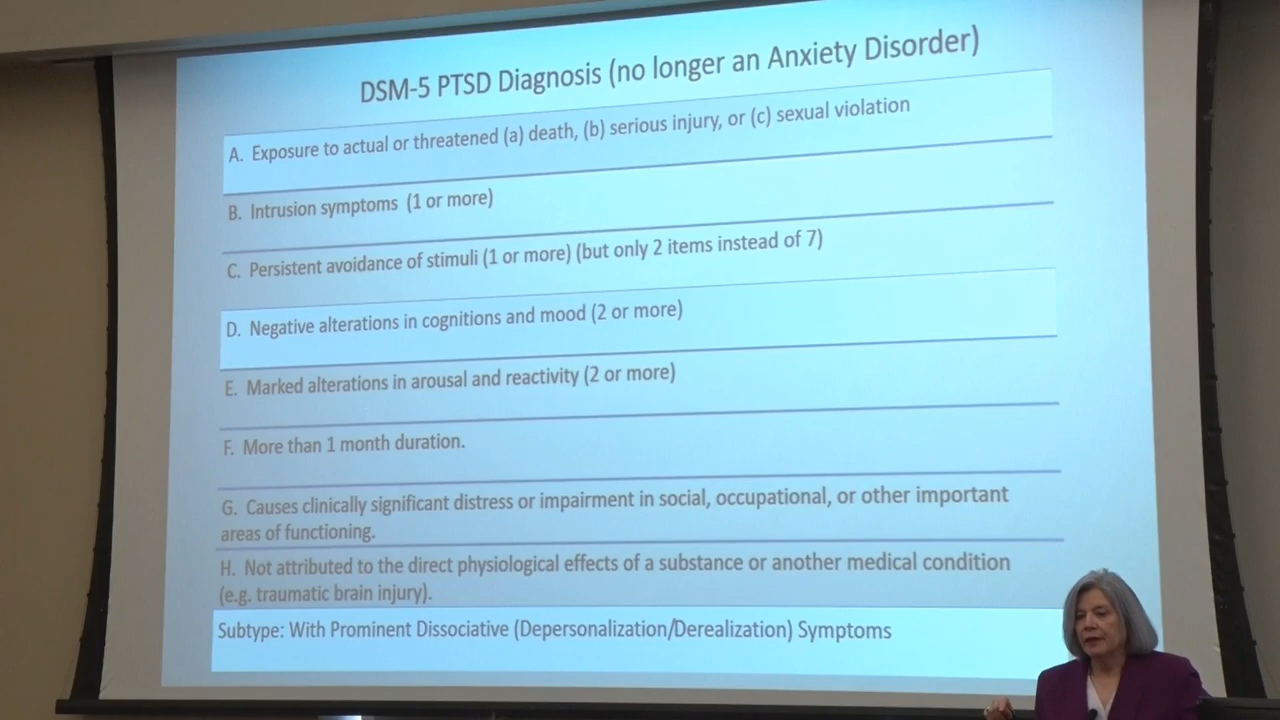 DSM-5 PTSD Diagnosis (no longer an Anxiety Disorder)
A. Exposure to actual or threatened (a) death, (b) serious injury, or (c) sexual violation
B. Intrusion symptoms (1 or more)
C. Persistent avoidance of stimuli (1 or more) (but only 2 items instead of 7)
D. Negative alterations in cognitions and mood (2 or more)
E. Marked alterations in arousal and reactivity (2 or more)
F. More than 1 month duration.
G. Causes clinically significant distress or impairment in social, occupational, or other important
areas of functioning.
H. Not attributed to the direct physiological effects of a substance or another medical condition
(e.g. traumatic brain injury).
Subtype: With Prominent Dissociative (Depersonalization/Derealization) Symptoms